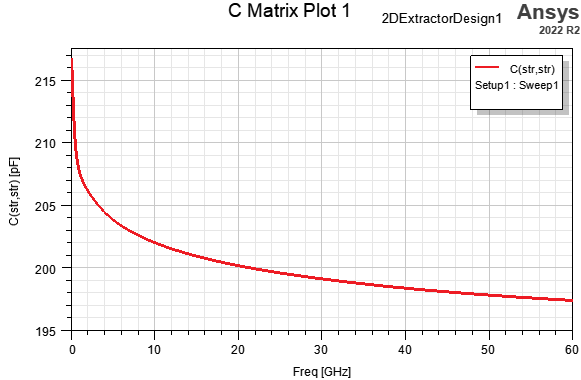 C Matrix Plot 1
2DExtractorDesign1
Ansys
2022 R2
C(str,str)
Setup1 : Sweep1
C(str,str) [pF]
215
210
205
200
195
0
10
20
30
40
50
60
Freq [GHz]